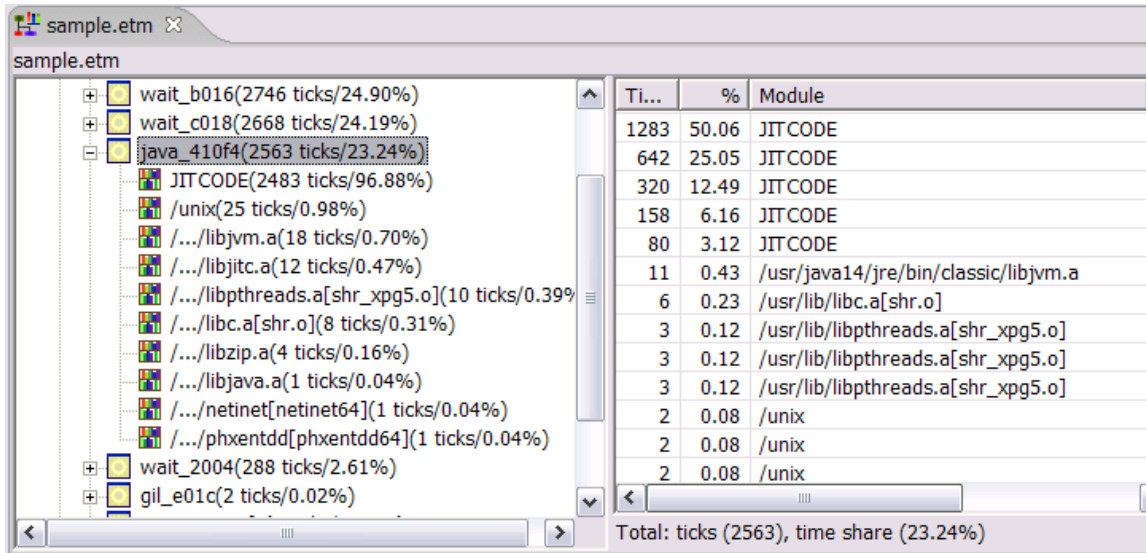 sample.etm
sample.etm
wait_b016(2746 ticks/24.90%)
wait_c018(2668 ticks/24.19%)
java_410f4(2563 ticks/23.24%)
JITCODE(2483 ticks/96.88%)
/unix(25 ticks/0.98%)
/.../libjvm.a(18 ticks/0.70%)
/.../libjitc.a(12 ticks/0.47%)
/.../libpthreads.a[shr_xpg5.o](10 ticks/0.39%
/.../libc.a[shr.o](8 ticks/0.31%)
/.../libzip.a(4 ticks/0.16%)
/.../libjava.a(1 ticks/0.04%)
/.../netinet[netinet64](1 ticks/0.04%)
/.../phxentdd[phxentdd64](1 ticks/0.04%)
wait_2004(288 ticks/2.61%)
gil_e01c(2 ticks/0.02%)
Ti... % Module
1283 50.06 JITCODE
642 25.05 JITCODE
320 12.49 JITCODE
158 6.16 JITCODE
80 3.12 JITCODE
11 0.43 /usr/java14/jre/bin/classic/libjvm.a
6 0.23 /usr/lib/libc.a[shr.o]
3 0.12 /usr/lib/libpthreads.a[shr_xpg5.o]
3 0.12 /usr/lib/libpthreads.a[shr_xpg5.o]
3 0.12 /usr/lib/libpthreads.a[shr_xpg5.o]
2 0.08 /unix
2 0.08 /unix
2 0.08 /unix
Total: ticks (2563), time share (23.24%)